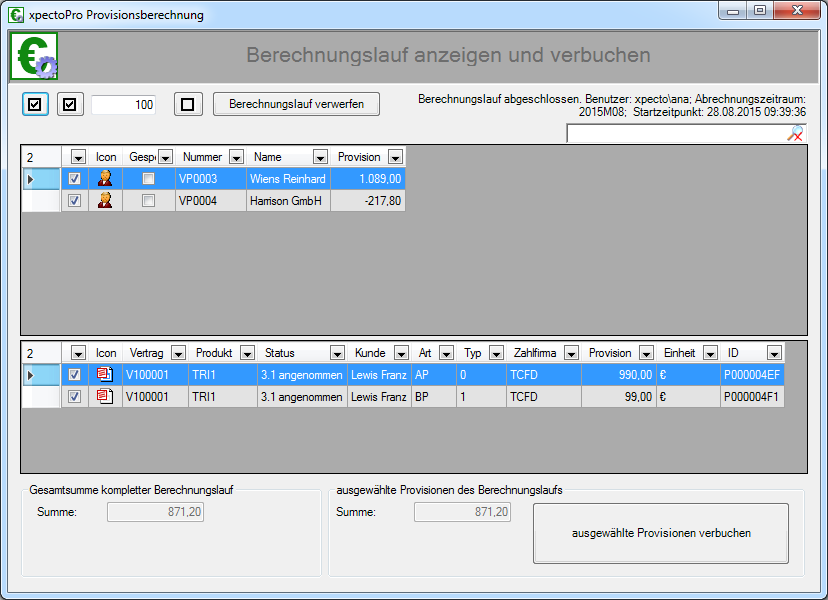 xpectoPro Provisionsberechnung
Berechnungslauf anzeigen und verbuchen
100 Berechnungslauf verwerfen
Berechnungslauf abgeschlossen. Benutzer: xpecto\ana; Abrechnungszeitraum:
2015M08; Startzeitpunkt: 28.08.2015 09:39:36
2 Icon Gespe Nummer Name Provision
VP0003 Wiens Reinhard 1.089,00
VP0004 Harrison GmbH -217,80
2 Icon Vertrag Produkt Status Kunde Art Typ Zahlfirma Provision Einheit ID
V100001 TRI1 3.1 angenommen Lewis Franz AP 0 TCFD 990,00 € P000004EF
V100001 TRI1 3.1 angenommen Lewis Franz BP 1 TCFD 99,00 € P000004F1
Gesamtsumme kompletter Berechnungslauf
Summe: 871,20
ausgewählte Provisionen des Berechnungslaufs
Summe: 871,20
ausgewählte Provisionen verbuchen